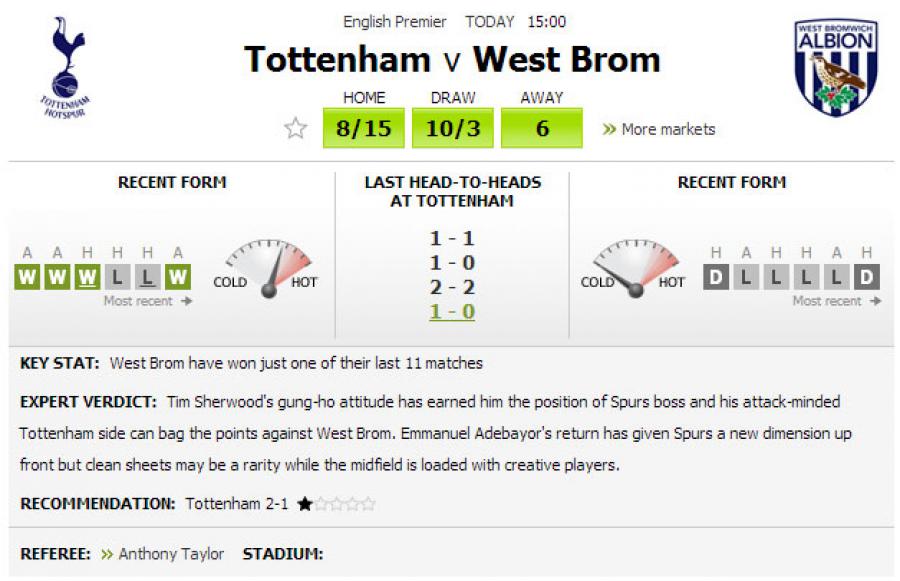 English Premier TODAY 15:00
Tottenham v West Brom
TOTTENHAM
HOTSPUR
WEST BROMWICH
ALBION
HOME DRAW AWAY
8/15 10/3 6 » More markets
RECENT FORM
A A H H H A
W W W L L W
COLD HOT
Most recent →
LAST HEAD-TO-HEADS
AT TOTTENHAM
1 - 1
1 - 0
2 - 2
1 - 0
RECENT FORM
COLD HOT
H A H H A H
D L L L L D
Most recent →
KEY STAT: West Brom have won just one of their last 11 matches
EXPERT VERDICT: Tim Sherwood's gung-ho attitude has earned him the position of Spurs boss and his attack-minded
Tottenham side can bag the points against West Brom. Emmanuel Adebayor's return has given Spurs a new dimension up
front but clean sheets may be a rarity while the midfield is loaded with creative players.
RECOMMENDATION: Tottenham 2-1 ★☆☆☆☆
REFEREE: » Anthony Taylor STADIUM: